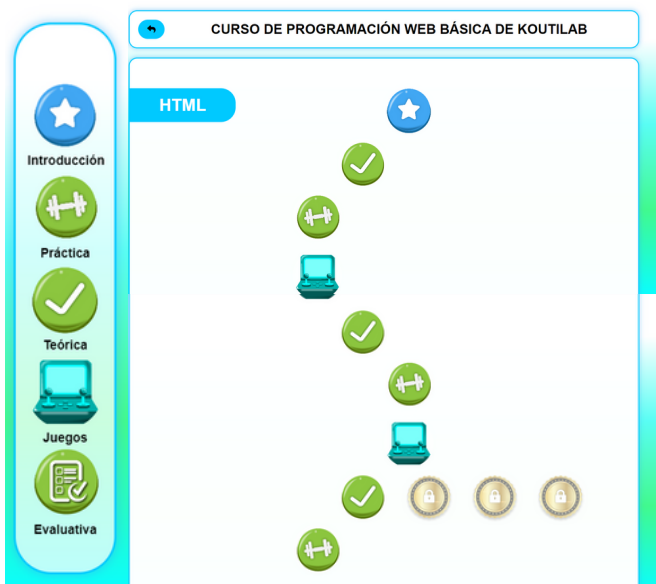 CURSO DE PROGRAMACIÓN WEB BÁSICA DE KOUTILAB
HTML
Introducción
Práctica
Teórica
Juegos
Evaluativa